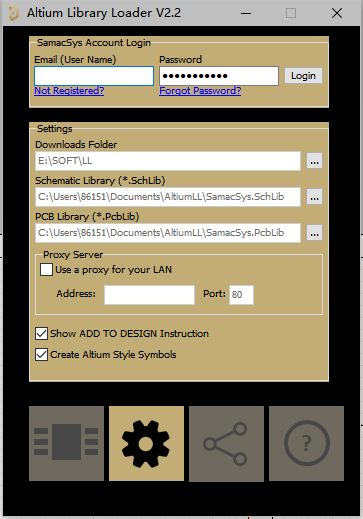 Altium Library Loader V2.2
SamacSys Account Login
Email (User Name) Password
●●●●●●●●●●● Login
Not Registered? Forgot Password?
Settings
Downloads Folder
E:\SOFT\LL ...
Schematic Library (*.SchLib)
C:\Users\86151\Documents\AltiumLL\SamacSys.SchLib ...
PCB Library (*.PcbLib)
C:\Users\86151\Documents\AltiumLL\SamacSys.PcbLib ...
Proxy Server
Use a proxy for your LAN
Address: Port: 80
Show ADD TO DESIGN Instruction
Create Altium Style Symbols
?